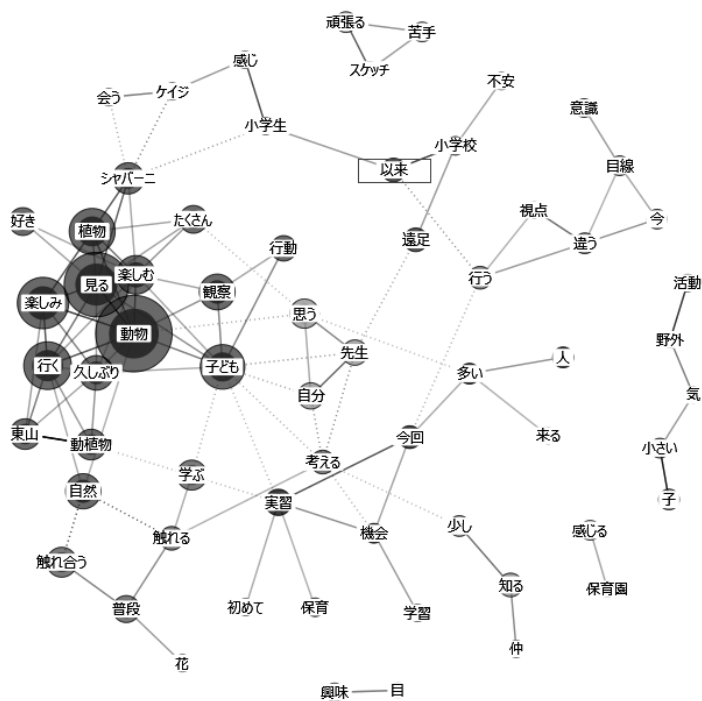 頑張る
苦手
スケッチ
感じ
会う
ケイジ
不安
意識
小学生
小学校
以来
目線
シャバーニ
視点
今
好き
植物
たくさん
遠足
違う
行動
楽しむ
見る
観察
行う
活動
楽しみ
動物
思う
野外
先生
行く
久しぶり
子ども
多い
人
自分
気
東山
動植物
今回
来る
小さい
考える
自然
学ぶ
実習
子
触れる
機会
少し
感じる
触れ合う
知る
保育園
普段
初めて
保育
学習
花
仲
興味
目